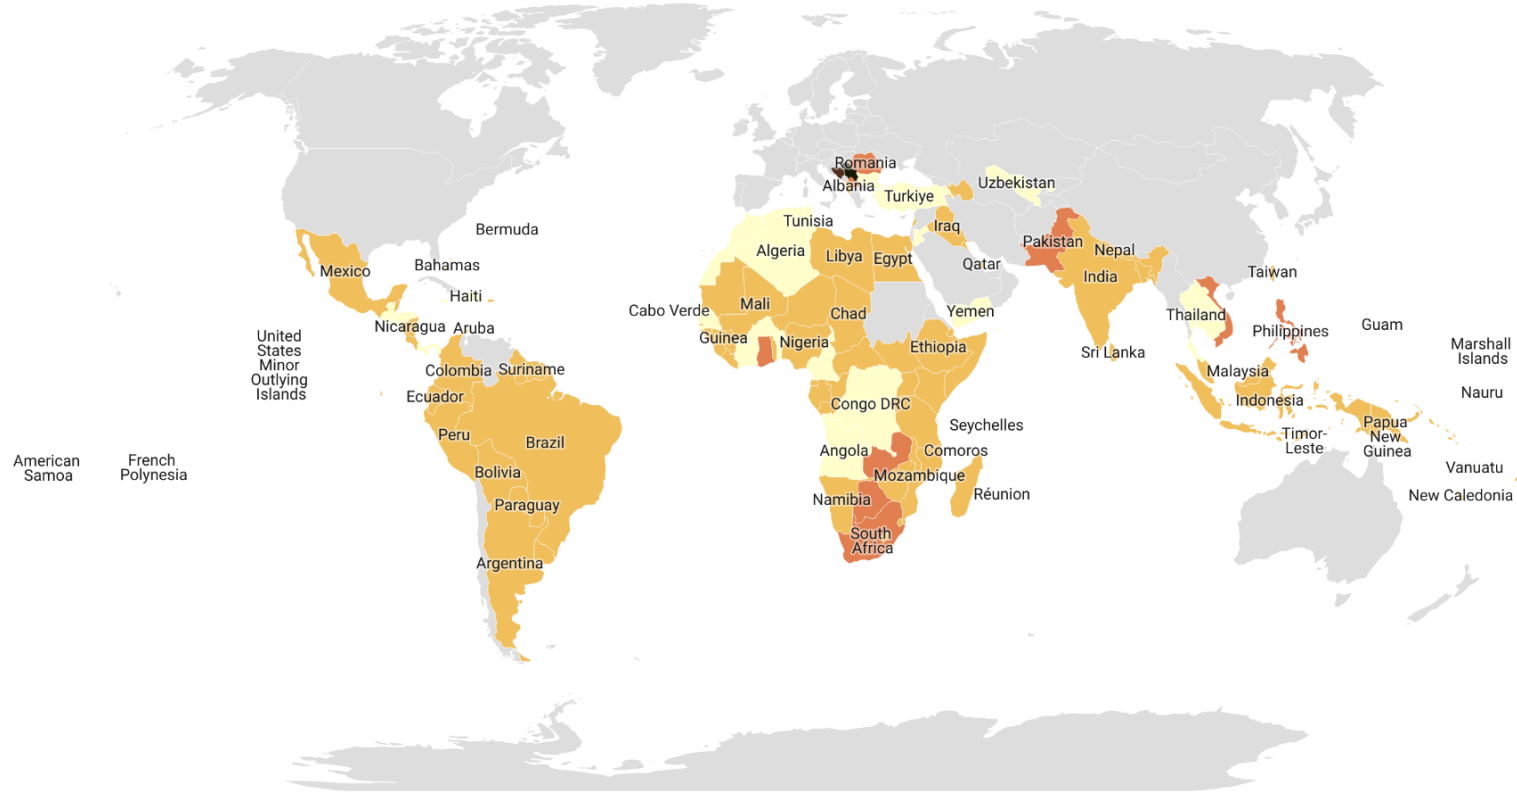 Romania
Albania
Turkiye
Uzbekistan
Tunisia
Algeria
Libya
Egypt
Iraq
Pakistan
Nepal
India
Qatar
Taiwan
Bermuda
Bahamas
Mexico
Haiti
Cabo Verde
Mali
Chad
Yemen
Thailand
Philippines
Guam
Nicaragua
Aruba
Guinea
Nigeria
Ethiopia
Sri Lanka
United
States
Minor
Outlying
Islands
Marshall
Islands
Colombia
Suriname
Malaysia
Ecuador
Congo DRC
Indonesia
Nauru
Peru
Brazil
Seychelles
Papua
New
Guinea
Timor-
Leste
Angola
Comoros
American
Samoa
French
Polynesia
Bolivia
Mozambique
Vanuatu
Paraguay
Namibia
Réunion
New Caledonia
South
Africa
Argentina